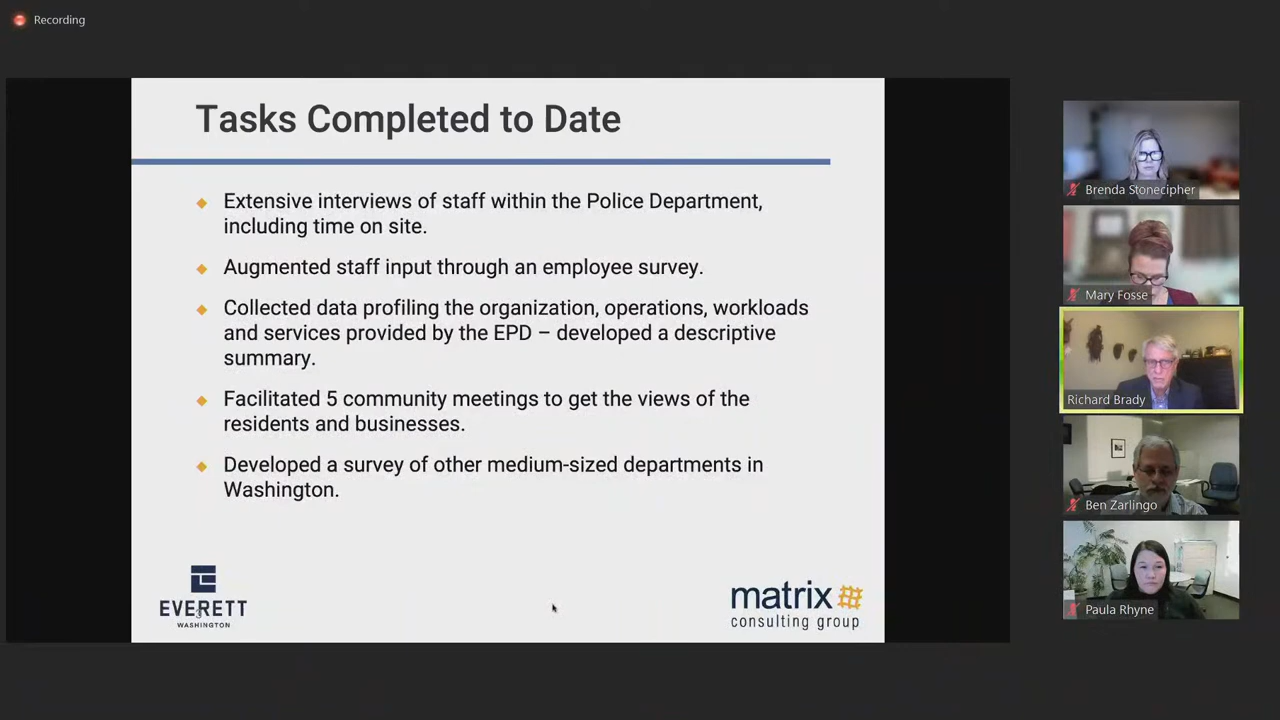 Recording
Tasks Completed to Date
Extensive interviews of staff within the Police Department,
including time on site.
Augmented staff input through an employee survey.
Collected data profiling the organization, operations, workloads
and services provided by the EPD – developed a descriptive
summary.
Facilitated 5 community meetings to get the views of the
residents and businesses.
Developed a survey of other medium-sized departments in
Washington.
EVERETT
WASHINGTON
3
matrix
consulting group
Brenda Stonecipher
Mary Fosse
Richard Brady
Ben Zarlingo
Paula Rhyne